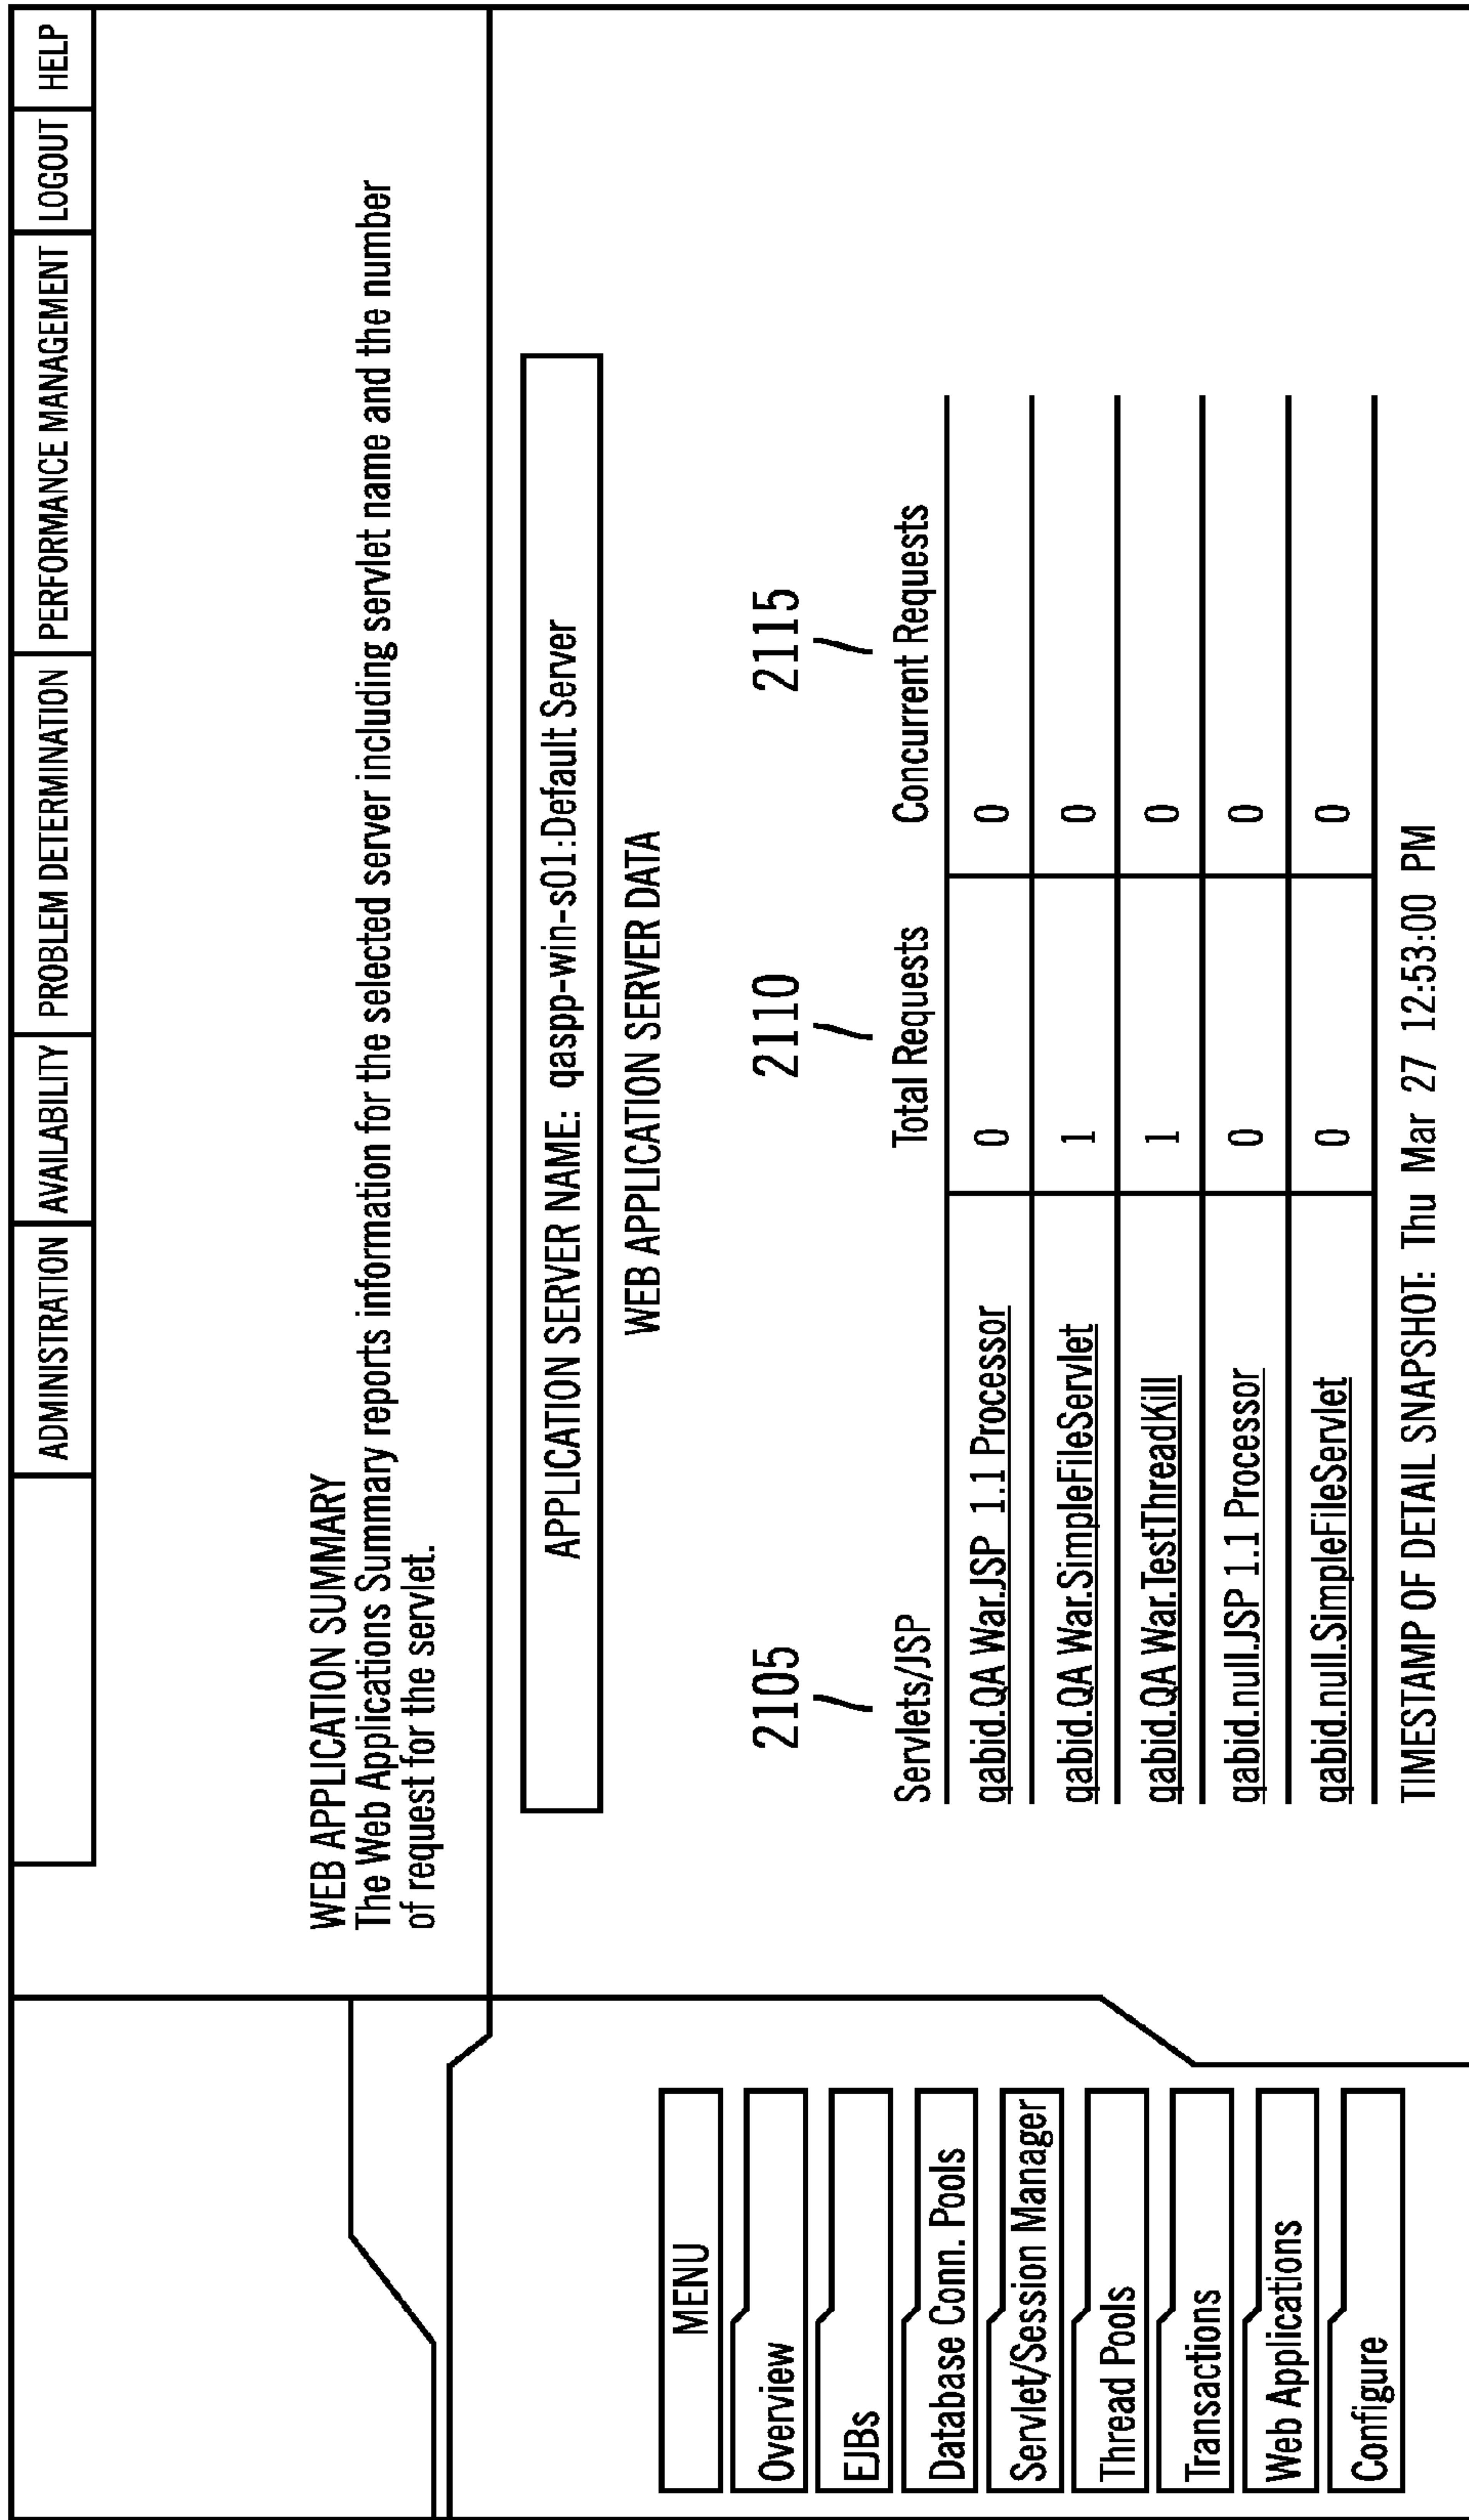 ADMINISTRATION AVAILABILITY PROBLEM DETERMINATION PERFORMANCE MANAGEMENT LOGOUT HELP
WEB APPLICATION SUMMARY
The Web Applications Summary reports information for the selected server including servlet name and the number
of request for the servlet.
MENU
Overview
EJBs
Database Conn. Pools
Servlet/Session Manager
Thread Pools
Transactions
Web Applications
Configure
APPLICATION SERVER NAME: qaspp-win-s01:Default Server
WEB APPLICATION SERVER DATA
2105 2110 2115
Servlets/JSP Total Requests Concurrent Requests
qabid.QA War.JSP 1.1 Processor 0 0
qabid.QA War.SimpleFileServlet 1 0
qabid.QA War.TestThreadKill 1 0
qabid.null.JSP 1.1 Processor 0 0
qabid.null.SimpleFileServlet 0 0
TIMESTAMP OF DETAIL SNAPSHOT: Thu Mar 27 12:53:00 PM